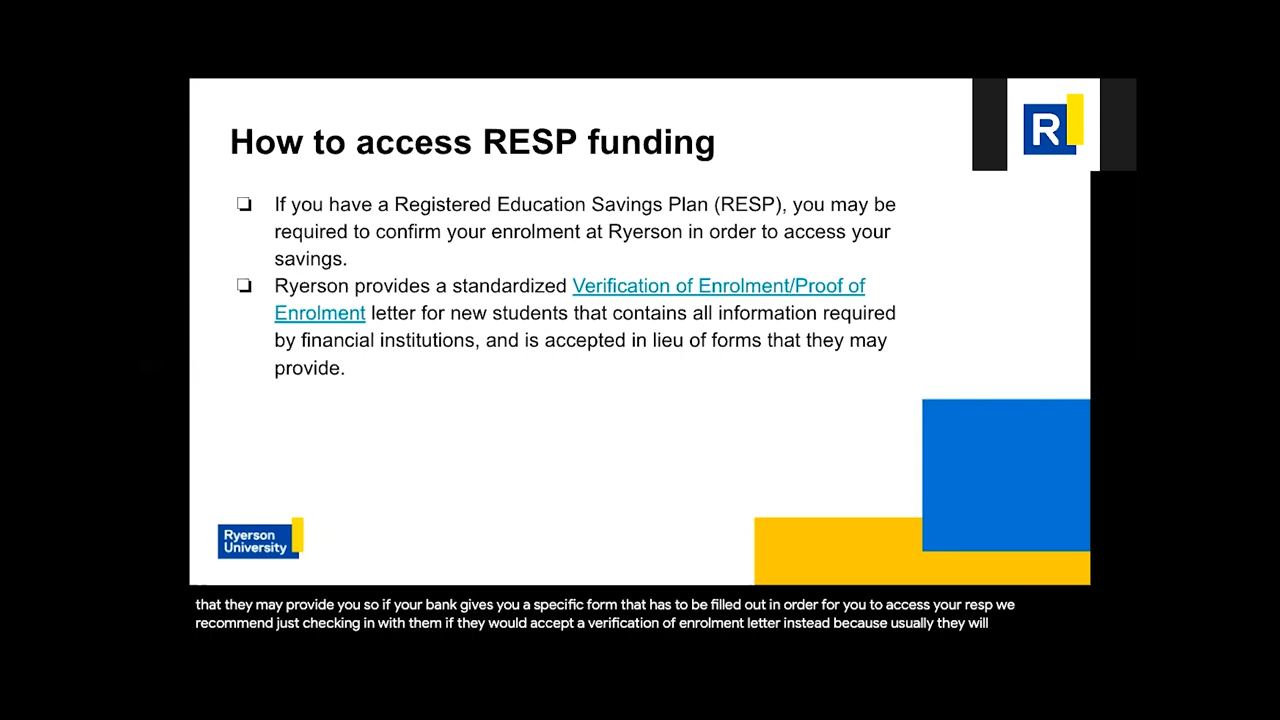 How to access RESP funding
R
❏ If you have a Registered Education Savings Plan (RESP), you may be
required to confirm your enrolment at Ryerson in order to access your
savings.
❏ Ryerson provides a standardized Verification of Enrolment/Proof of
Enrolment letter for new students that contains all information required
by financial institutions, and is accepted in lieu of forms that they may
provide.
Ryerson
University
that they may provide you so if your bank gives you a specific form that has to be filled out in order for you to access your resp we
recommend just checking in with them if they would accept a verification of enrolment letter instead because usually they will